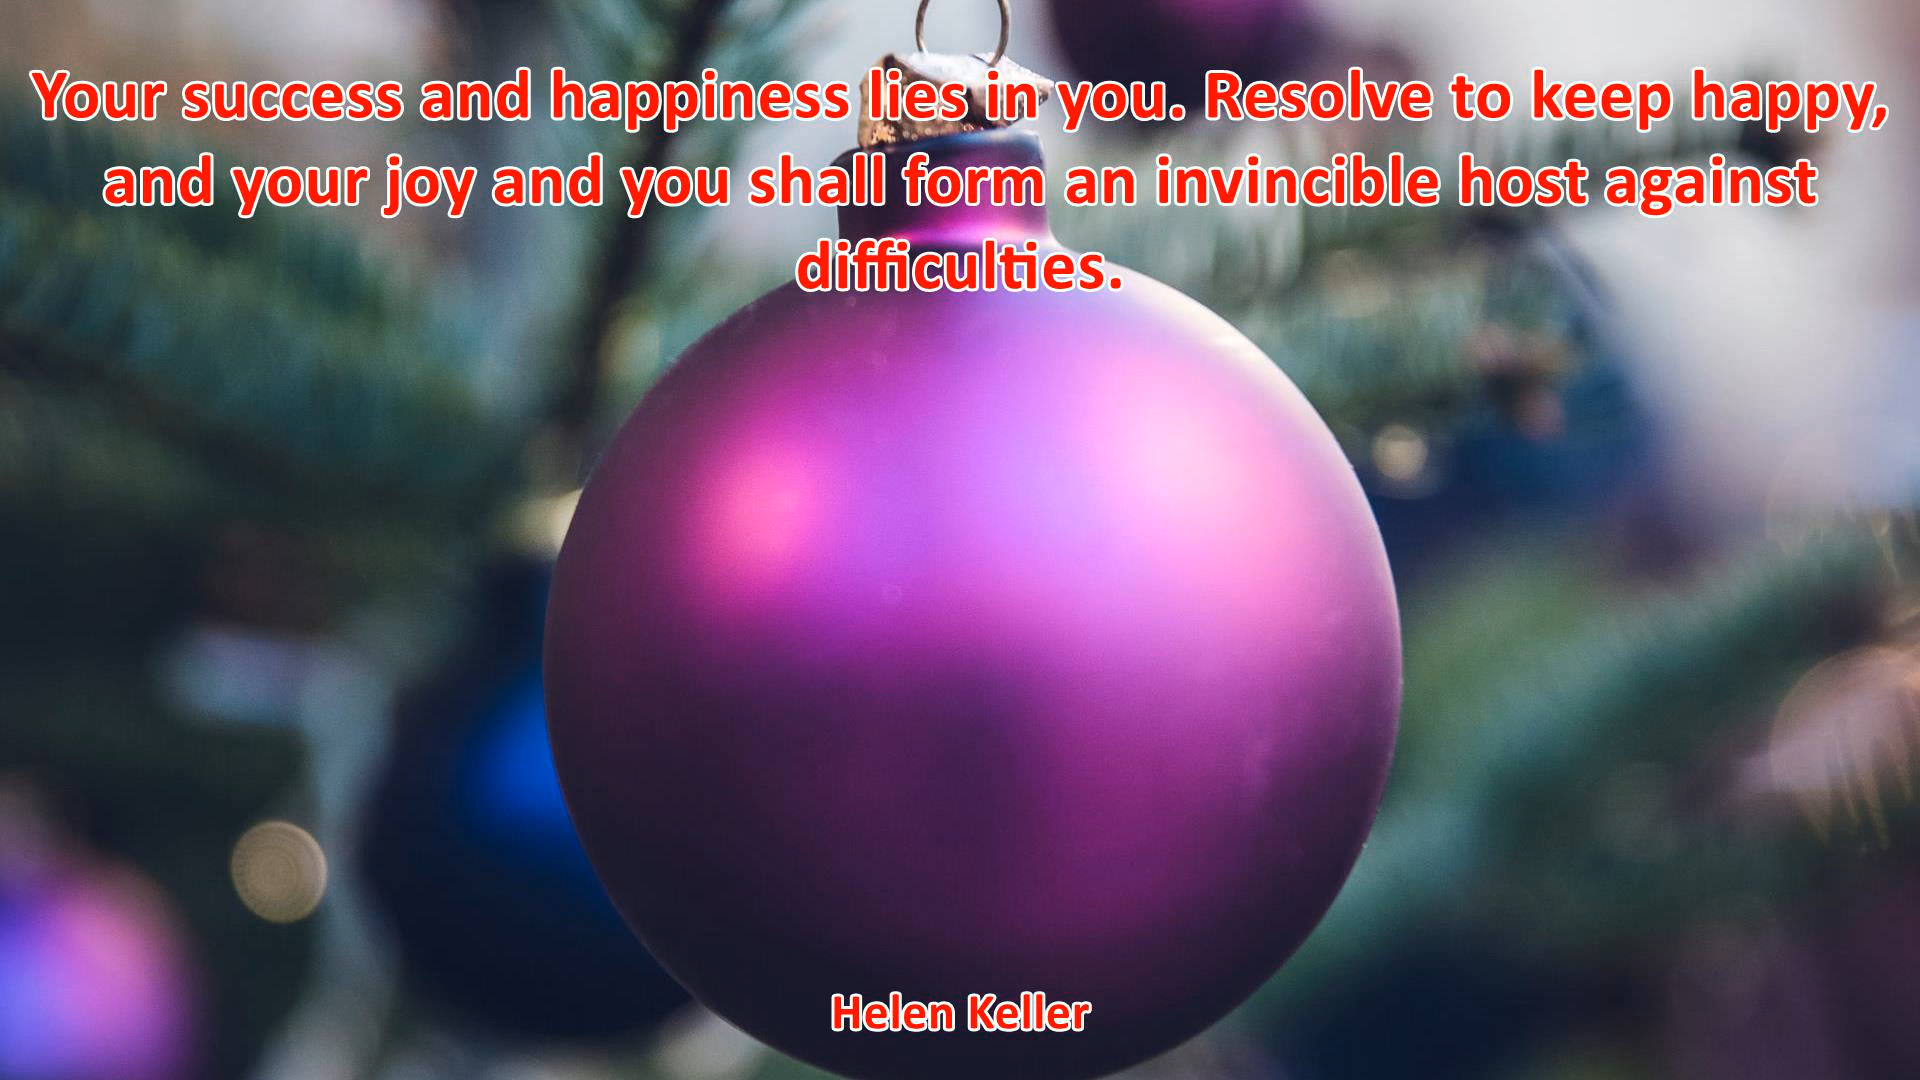 Your success and happiness lies in you. Resolve to keep happy,
and your joy and you shall form an invincible host against
difficulties.
Helen Keller